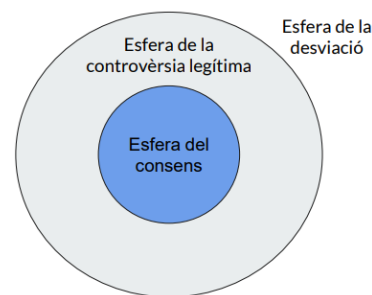 Esfera de la
desviació
Esfera de la
controvèrsia legítima
Esfera del
consens